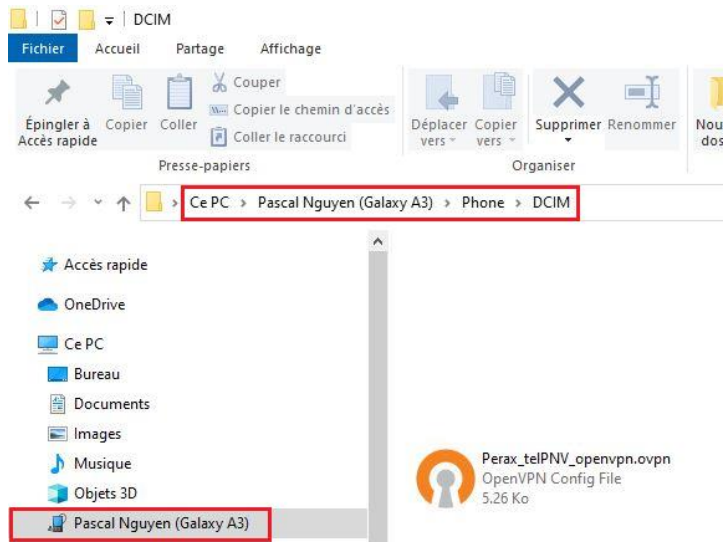 DCIM
Fichier Accueil Partage Affichage
Épingler à Accès rapide
Copier
Coller
Couper
Copier le chemin d'accès
Coller le raccourci
Déplacer vers
Copier vers
Supprimer
Renommer
Nou
dos
Presse-papiers
Organiser
Ce PC > Pascal Nguyen (Galaxy A3) > Phone > DCIM
Accès rapide
OneDrive
Ce PC
Bureau
Documents
Images
Musique
Objets 3D
Pascal Nguyen (Galaxy A3)
Perax_telPNV_openvpn.ovpn
OpenVPN Config File
5.26 Ko